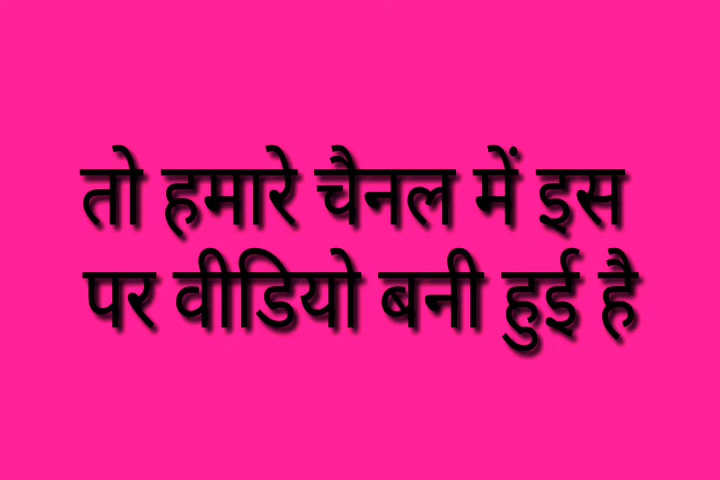 तो हमारे चैनल में इस
पर वीडियो बनी हुई है